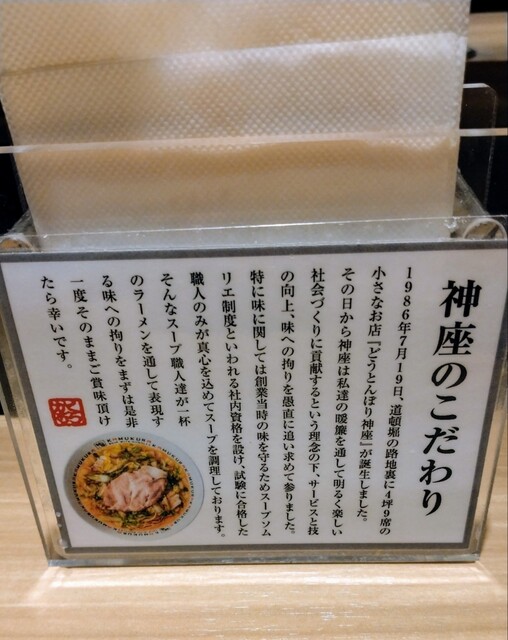 神座のこだわり
1986年7月19日、道頓堀の路地裏に4坪9席の
小さなお店『どうとんぼり神座』が誕生しました。
その日から神座は私達の暖簾を通して明るく楽しい
社会づくりに貢献するという理念の下、サービスと技
の向上、味への拘りを愚直に追い求めて参りました。
特に味に関しては創業当時の味を守るためスープソム
リエ制度といわれる社内資格を設け、試験に合格した
職人のみが真心を込めてスープを調理しております。
そんなスープ職人達が一杯
のラーメンを通して表現す
る味への拘りをまずは是非
一度そのままご賞味頂け
たら幸いです。